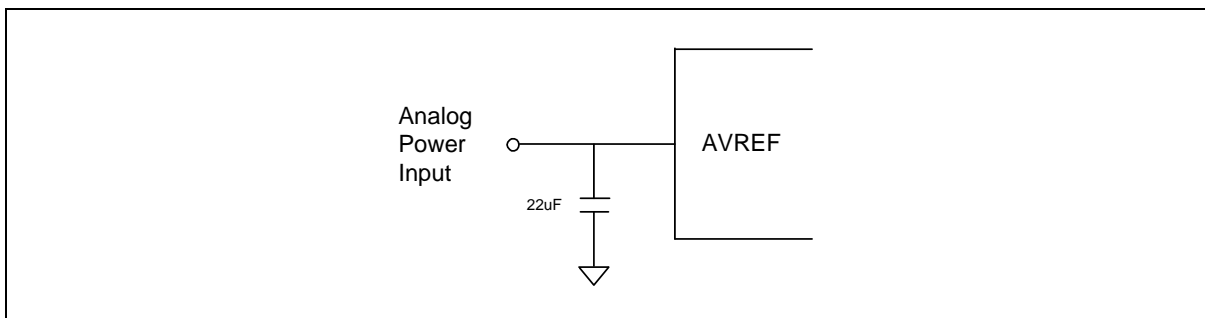 Analog
Power
Input
AVREF
22uF